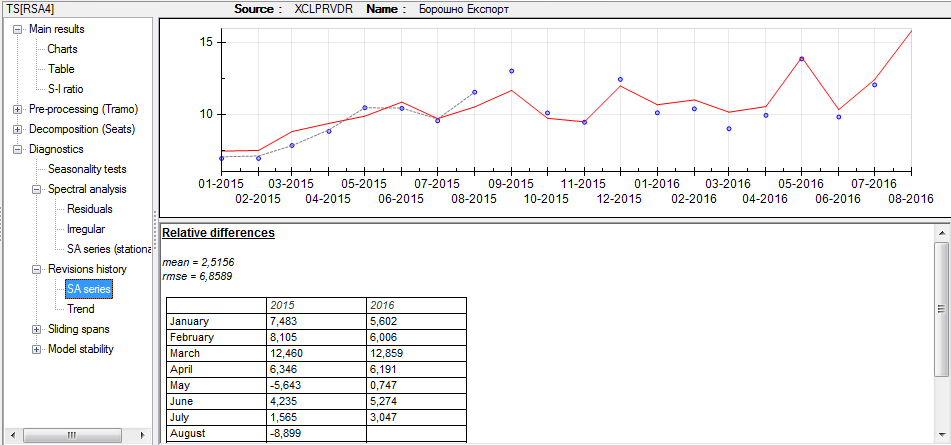 TS[RSA4]
Source : XCLPRVDR Name : Борошно Експорт
Main results
Charts
Table
S-I ratio
Pre-processing (Tramo)
Decomposition (Seats)
Diagnostics
Seasonality tests
Spectral analysis
Residuals
Irregular
SA series (stationa
Revisions history
SA series
Trend
Sliding spans
Model stability
15
10
01-2015 03-2015 05-2015 07-2015 09-2015 11-2015 01-2016 03-2016 05-2016 07-2016
02-2015 04-2015 06-2015 08-2015 10-2015 12-2015 02-2016 04-2016 06-2016 08-2016
Relative differences
mean = 2,5156
rmse = 6,8589
2015 2016
January 7,483 5,602
February 8,105 6,006
March 12,460 12,859
April 6,346 6,191
May -5,643 0,747
June 4,235 5,274
July 1,565 3,047
August -8,899